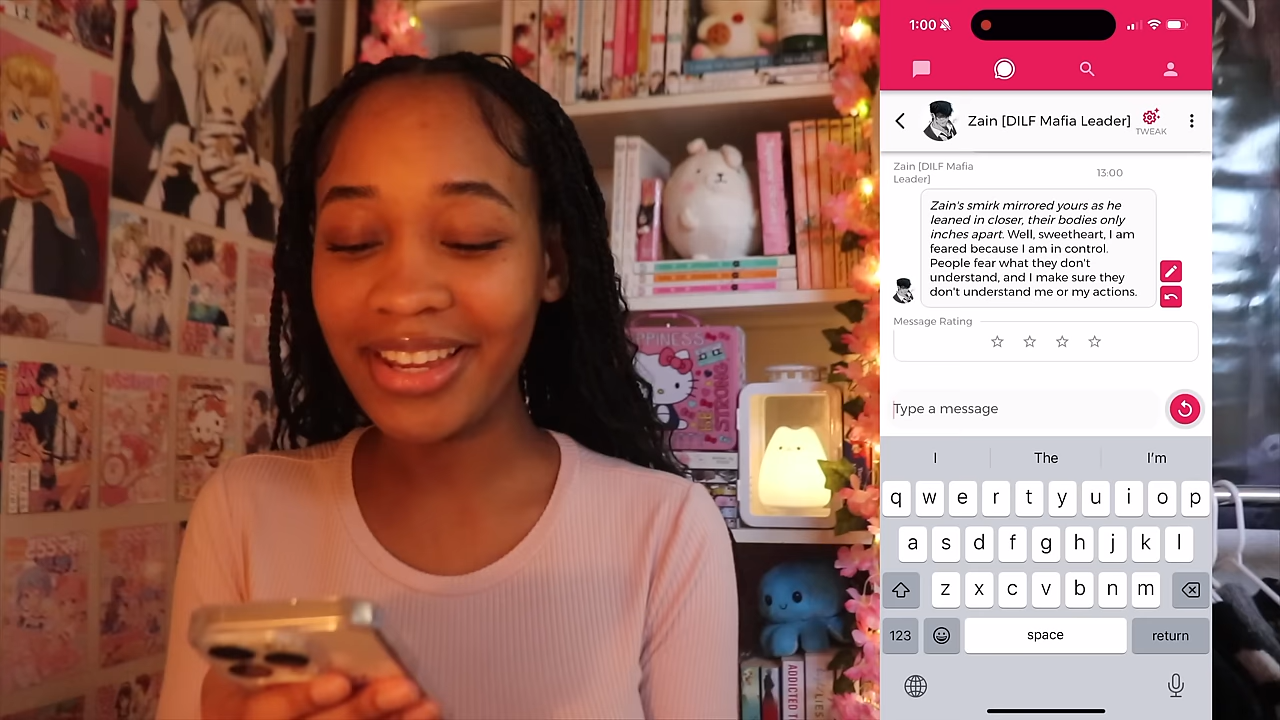 HAPPINESS
STRONG
ADDICTED TO
1:00
Zain [DILF Mafia Leader]
TWEAK
Zain [DILF Mafia
Leader]
13:00
Zain's smirk mirrored yours as he
leaned in closer, their bodies only
inches apart. Well, sweetheart, I am
feared because I am in control.
People fear what they don't
understand, and I make sure they
don't understand me or my actions.
Message Rating
Type a message
I The I'm
q w e r t y u i o p
a s d f g h j k l
z x c v b n m
123 space return